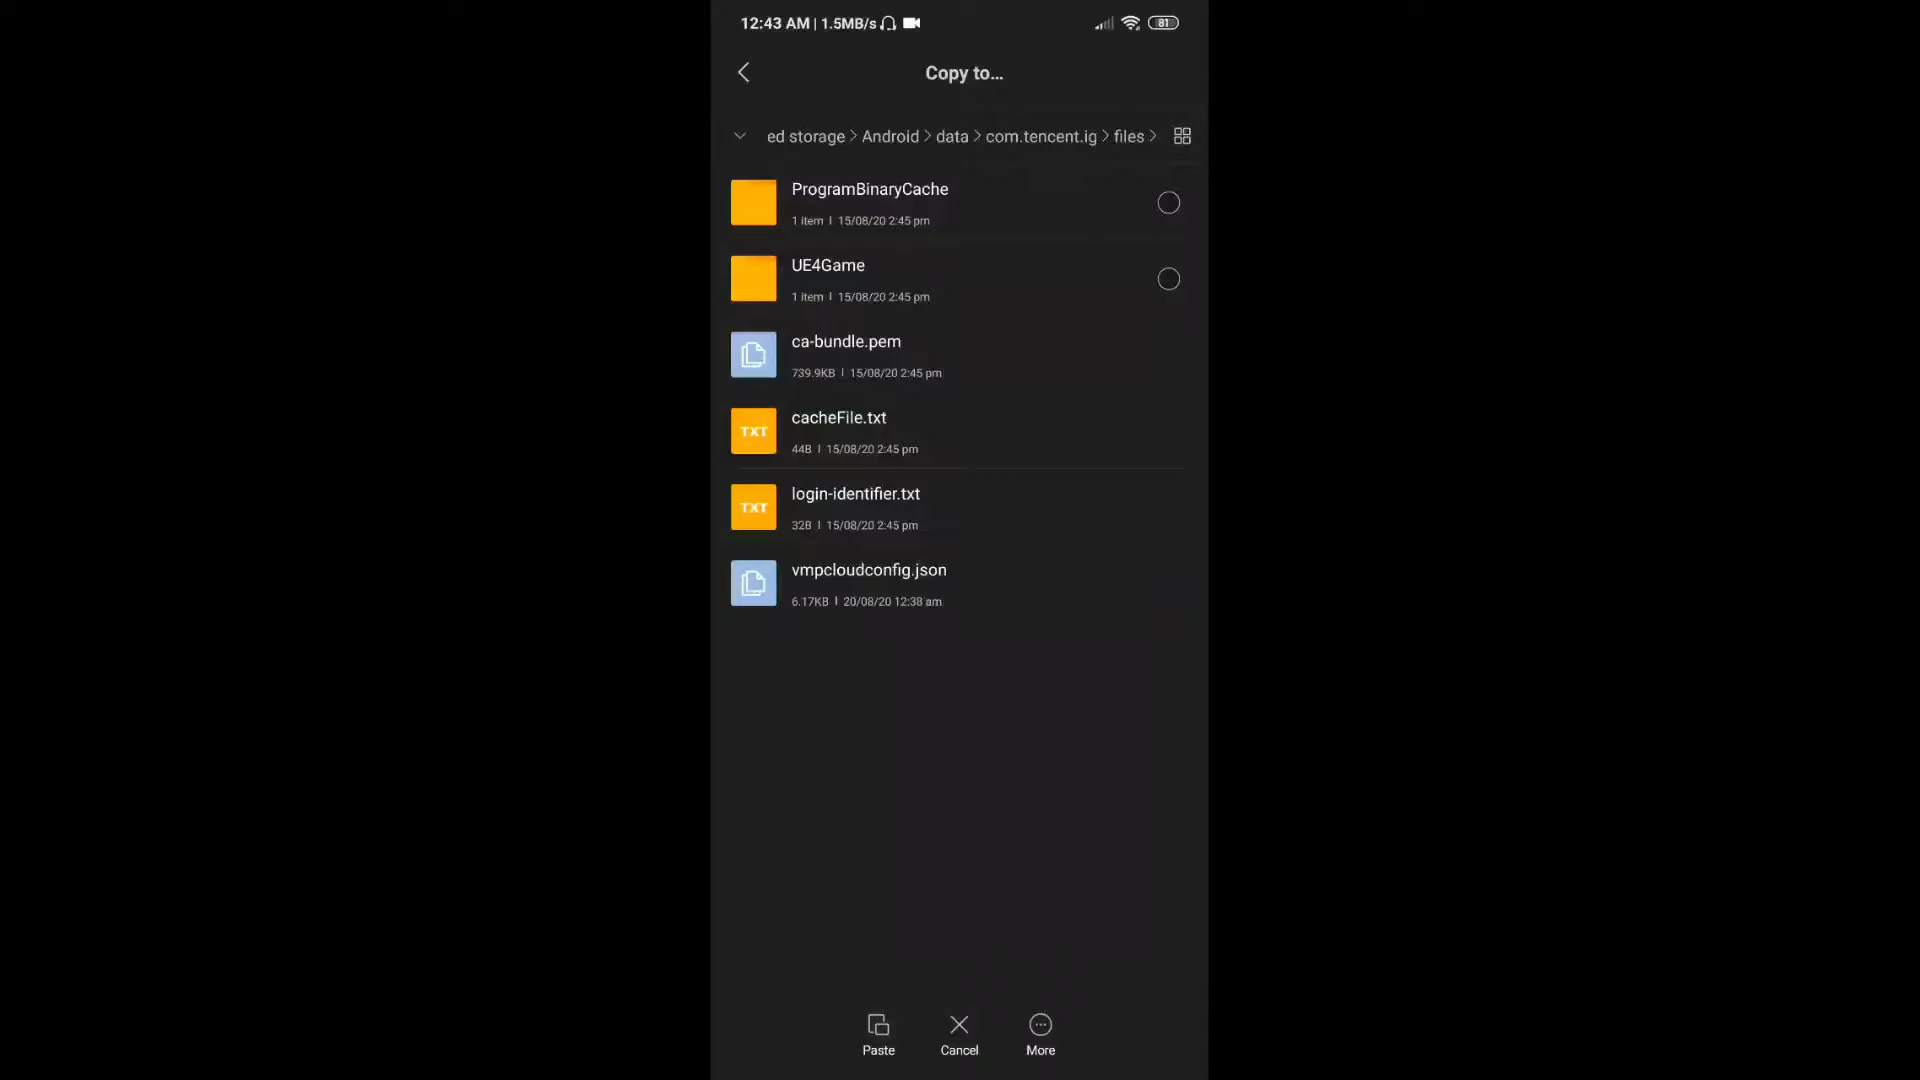 12:43 AM | 1.5MB/s
81
Copy to...
ed storage > Android > data > com.tencent.ig > files >
ProgramBinaryCache
1 item | 15/08/20 2:45 pm
UE4Game
1 item | 15/08/20 2:45 pm
ca-bundle.pem
739.9KB | 15/08/20 2:45 pm
TXT
cacheFile.txt
44B | 15/08/20 2:45 pm
TXT
login-identifier.txt
32B | 15/08/20 2:45 pm
vmpcloudconfig.json
6.17KB | 20/08/20 12:38 am
Paste
Cancel
More